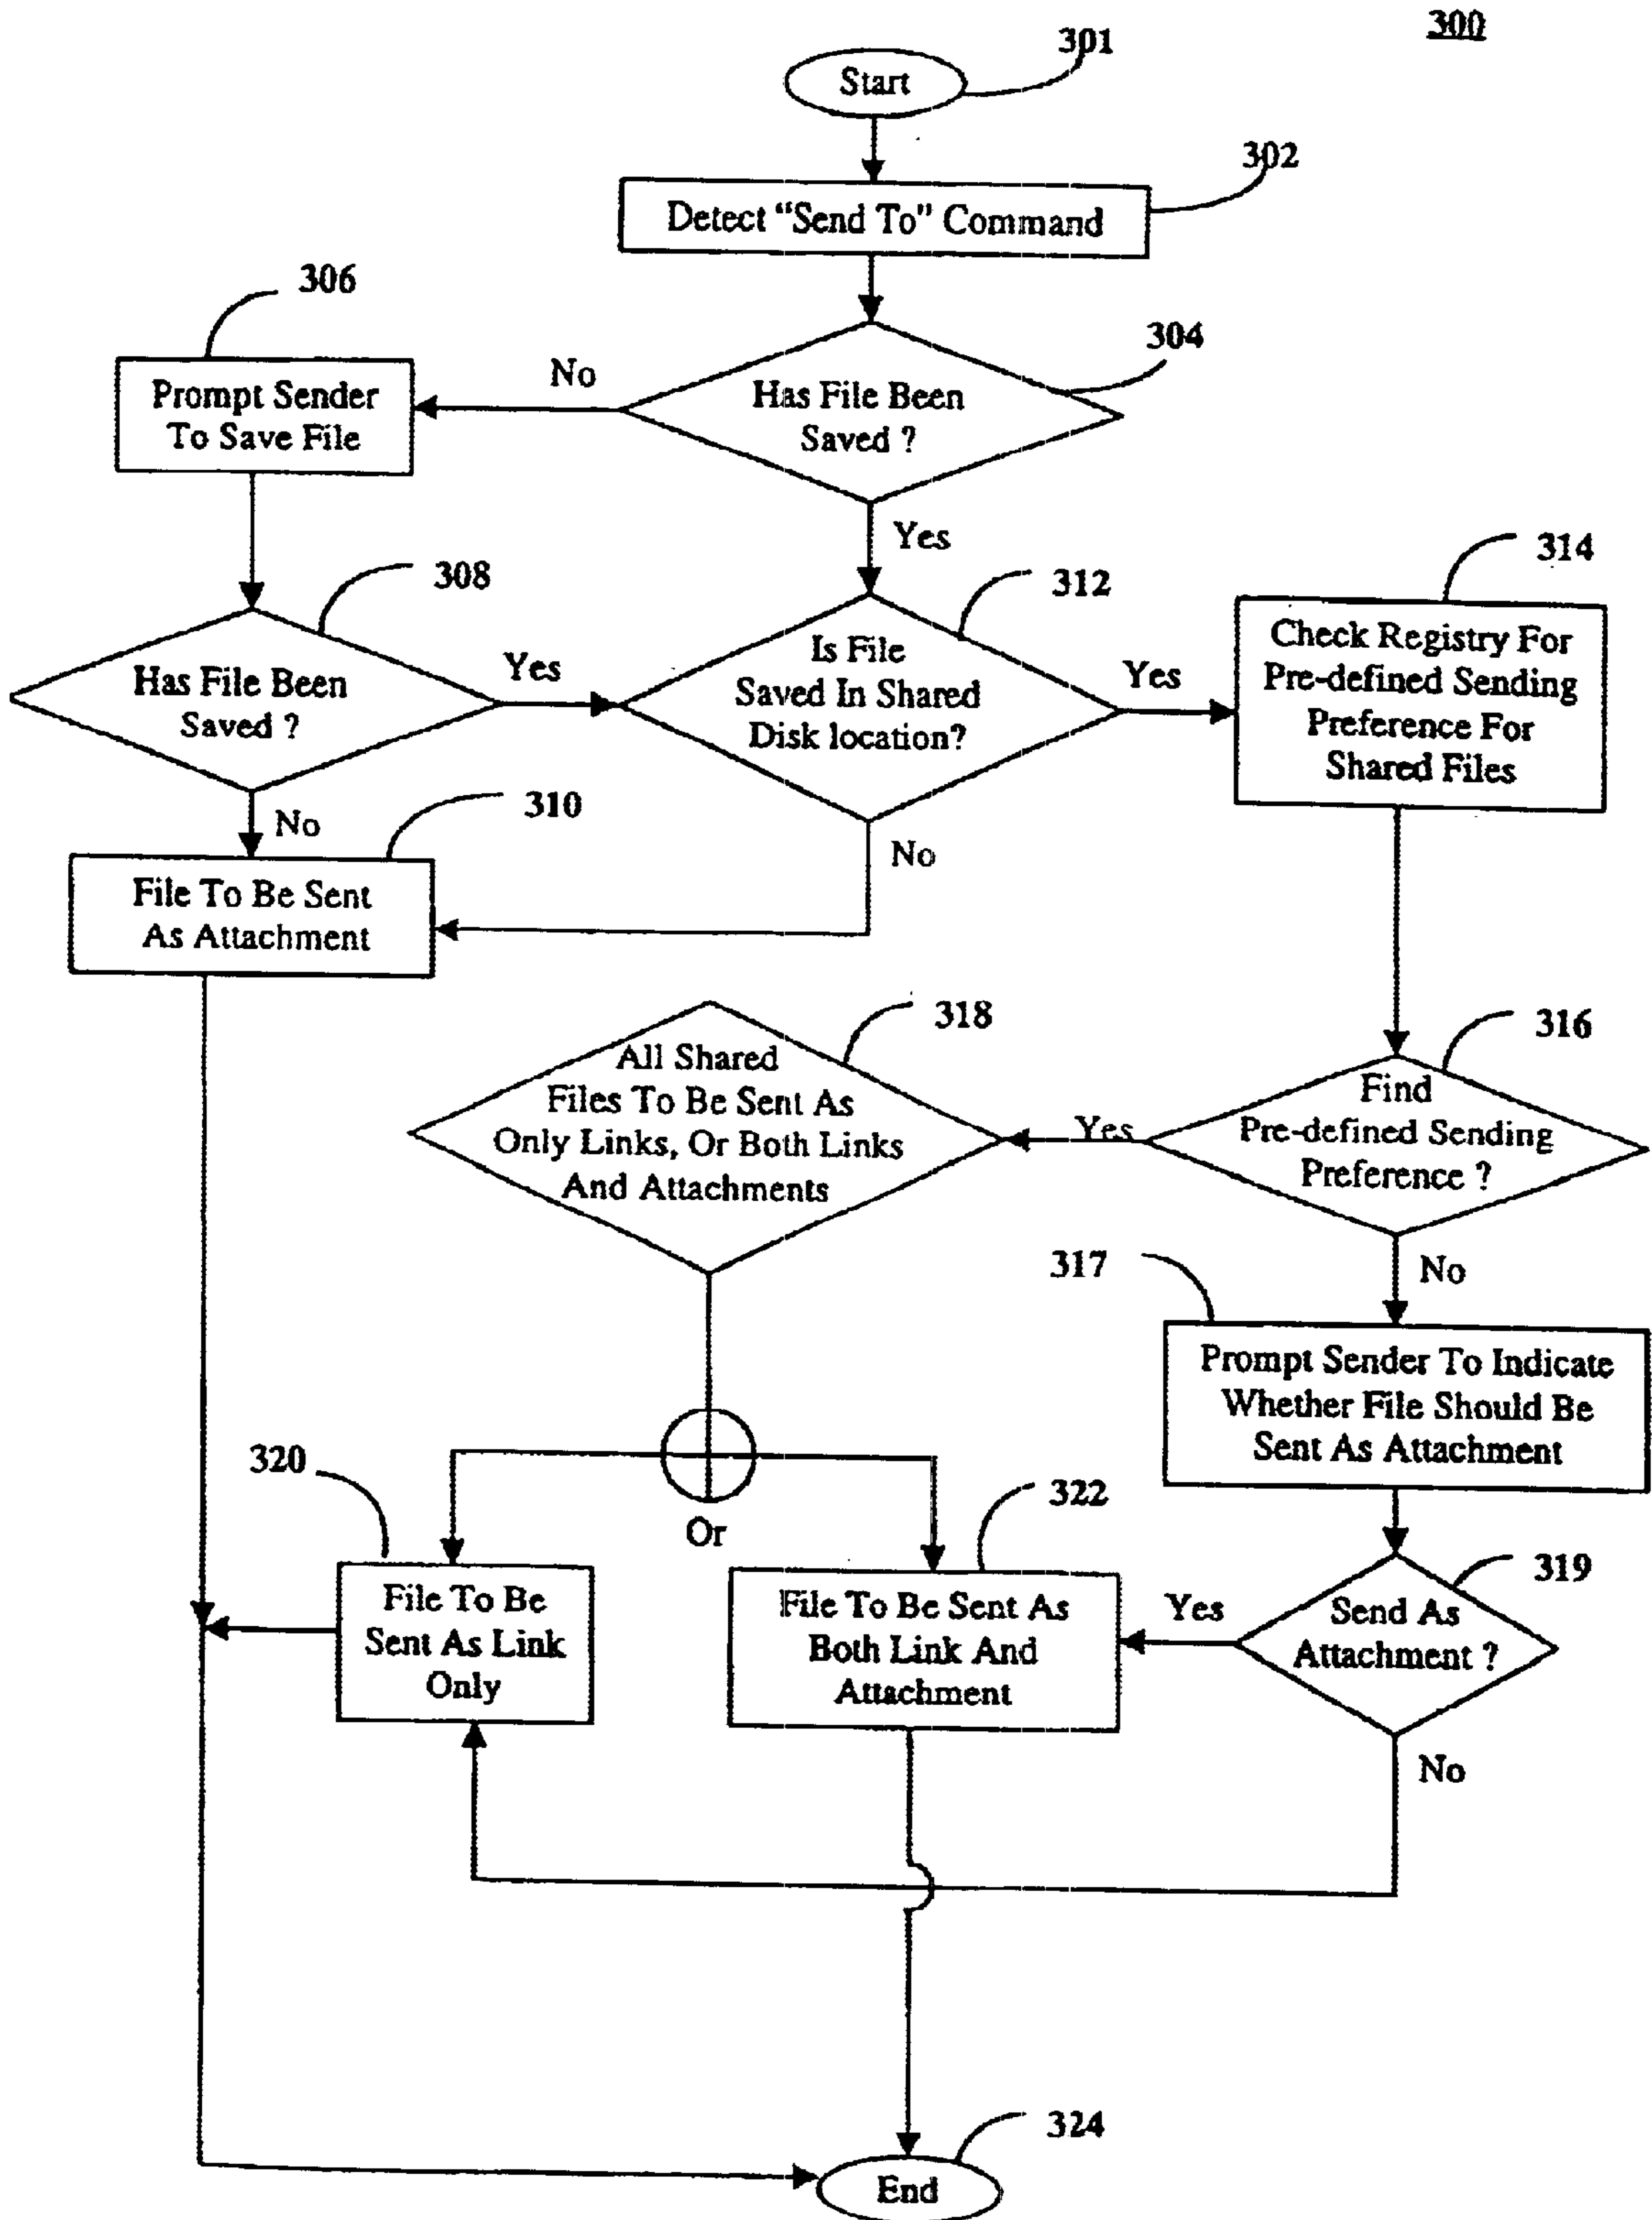 300
301
Start
302
Detect "Send To" Command
306
304
No
Prompt Sender
To Save File
Has File Been
Saved ?
Yes
308
312
314
Has File Been
Saved ?
Yes
Is File
Saved In Shared
Disk location?
Yes
Check Registry For
Pre-defined Sending
Preference For
Shared Files
No
310
No
File To Be Sent
As Attachment
318
316
All Shared
Files To Be Sent As
Only Links, Or Both Links
And Attachments
Yes
Find
Pre-defined Sending
Preference ?
317
No
Prompt Sender To Indicate
Whether File Should Be
Sent As Attachment
320
Or
322
319
File To Be
Sent As Link
Only
File To Be Sent As
Both Link And
Attachment
Yes
Send As
Attachment ?
No
324
End